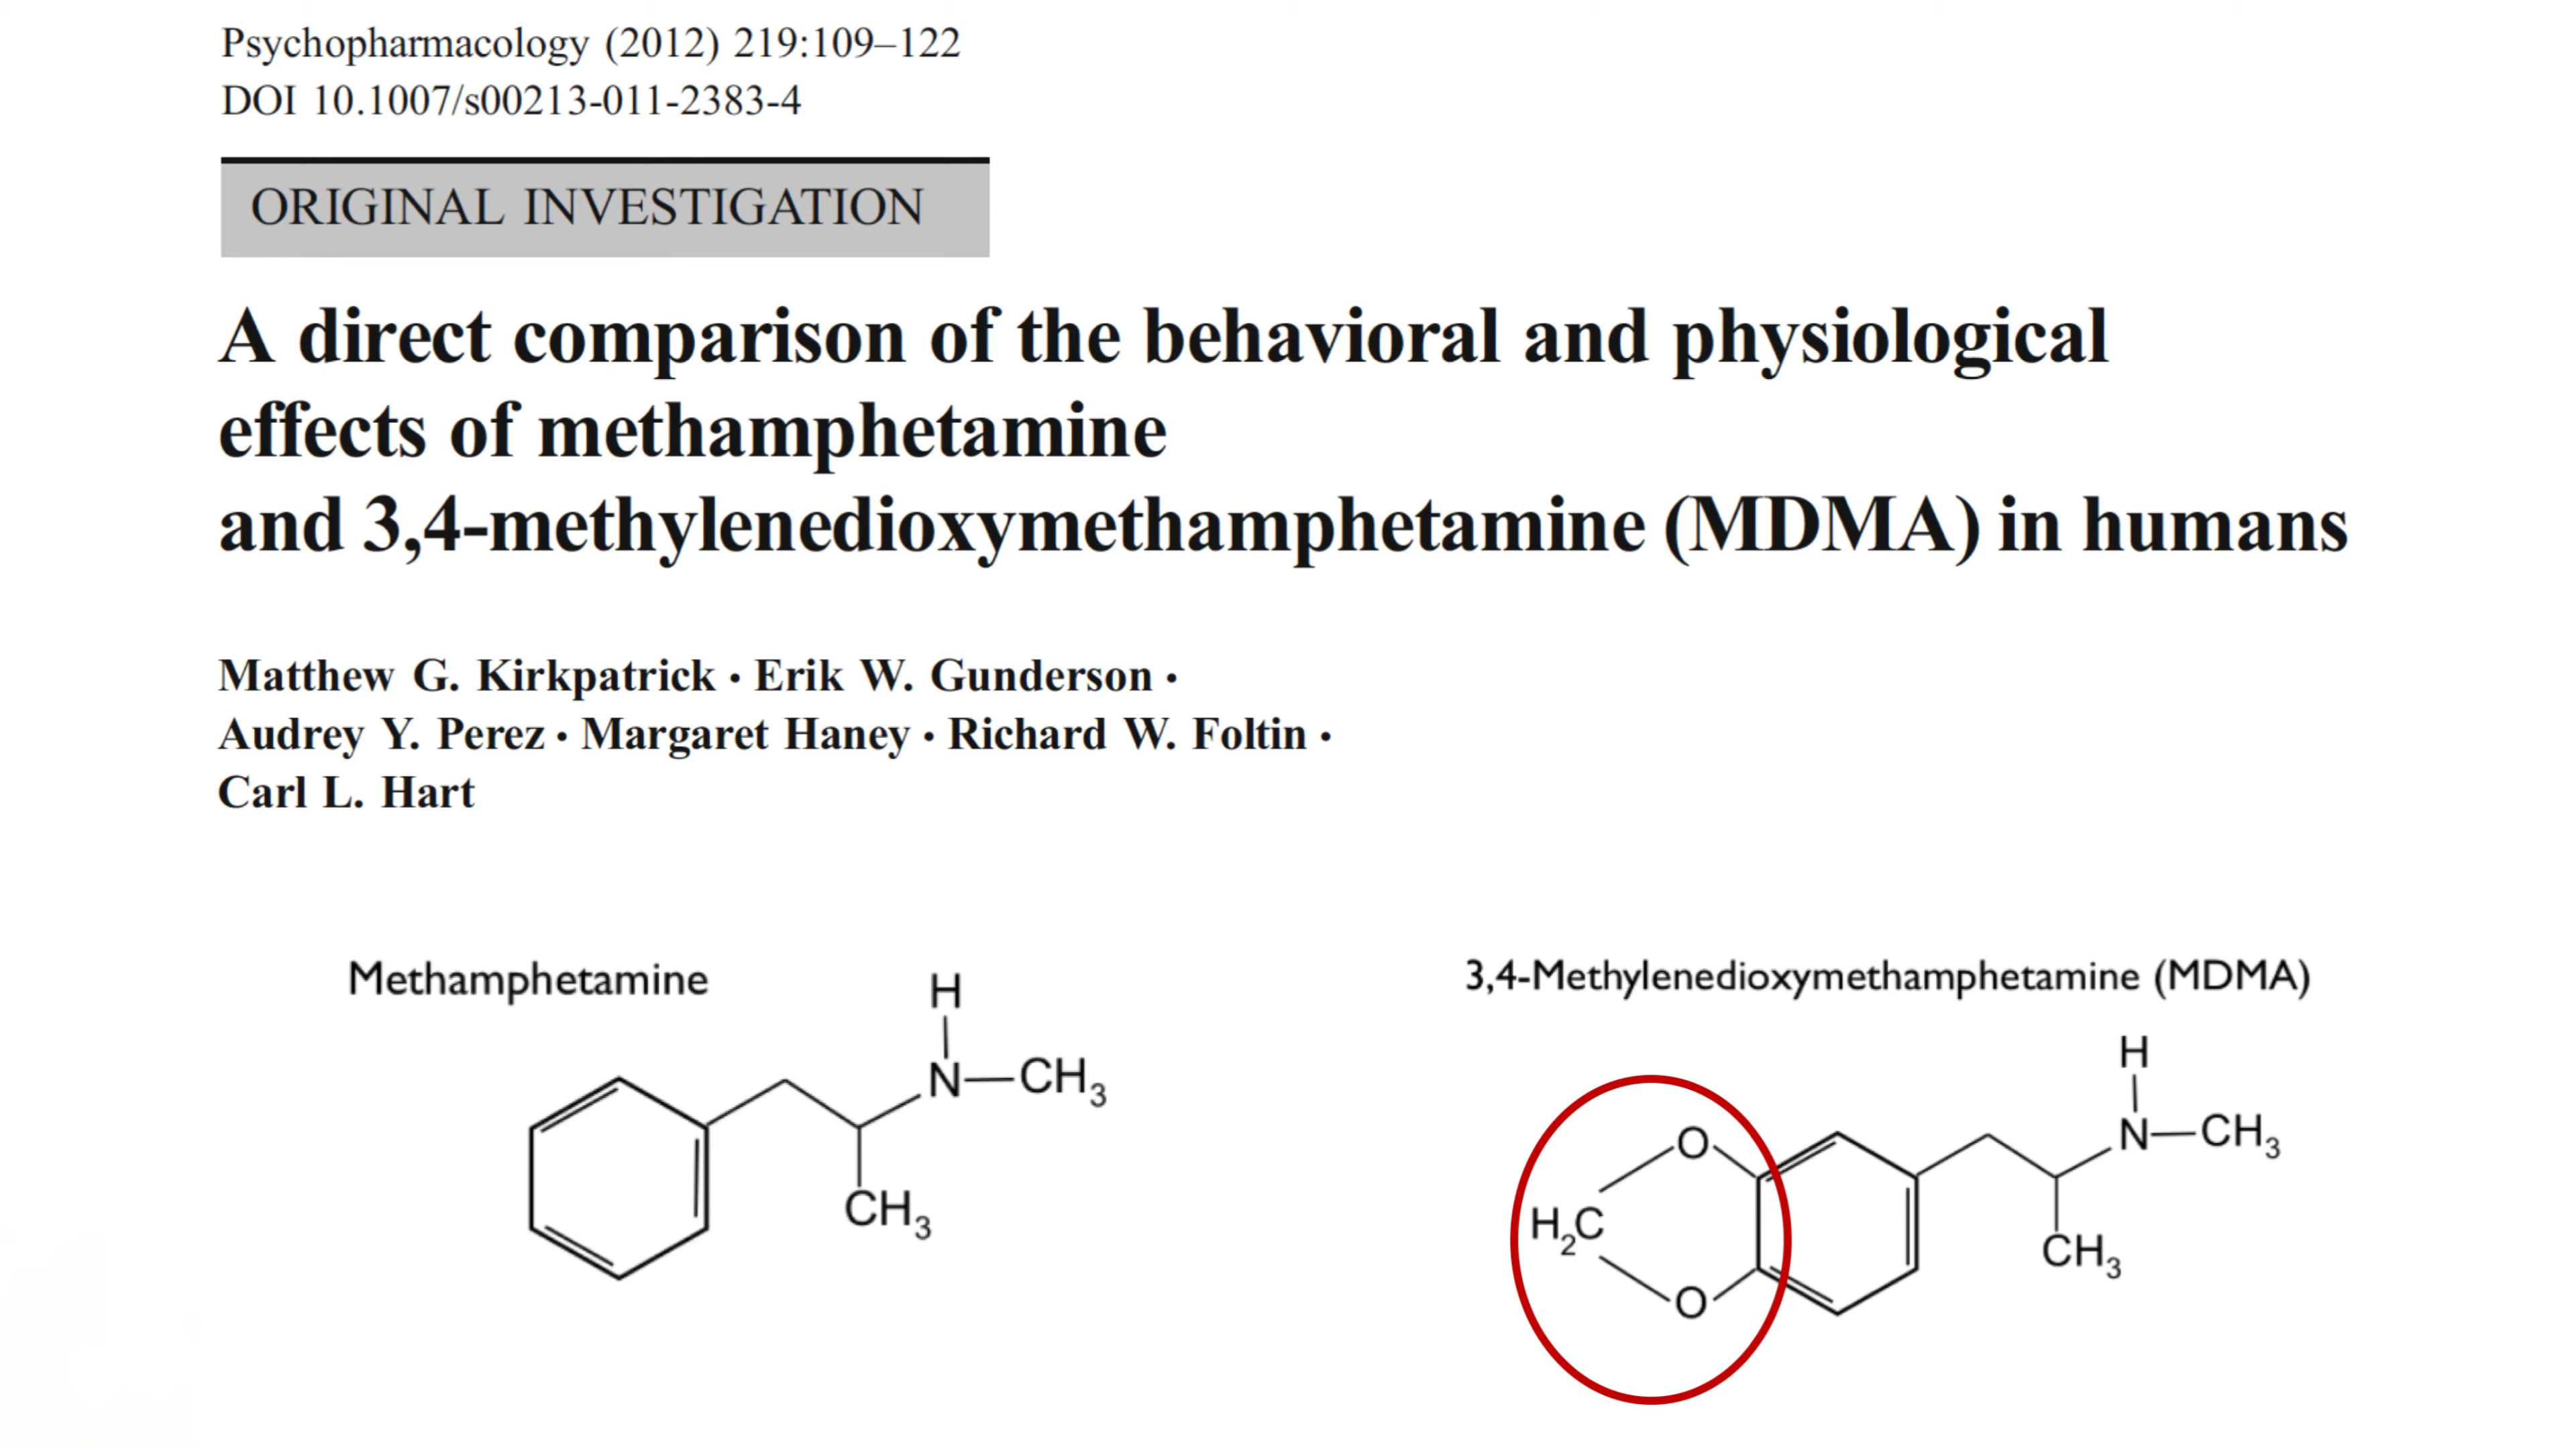 Psychopharmacology (2012) 219:109–122
DOI 10.1007/s00213-011-2383-4
ORIGINAL INVESTIGATION
A direct comparison of the behavioral and physiological
effects of methamphetamine
and 3,4-methylenedioxymethamphetamine (MDMA) in humans
Matthew G. Kirkpatrick · Erik W. Gunderson ·
Audrey Y. Perez · Margaret Haney · Richard W. Foltin ·
Carl L. Hart
Methamphetamine
H
N—CH3
CH3
3,4-Methylenedioxymethamphetamine (MDMA)
H
O
N—CH3
H2C
CH3
O